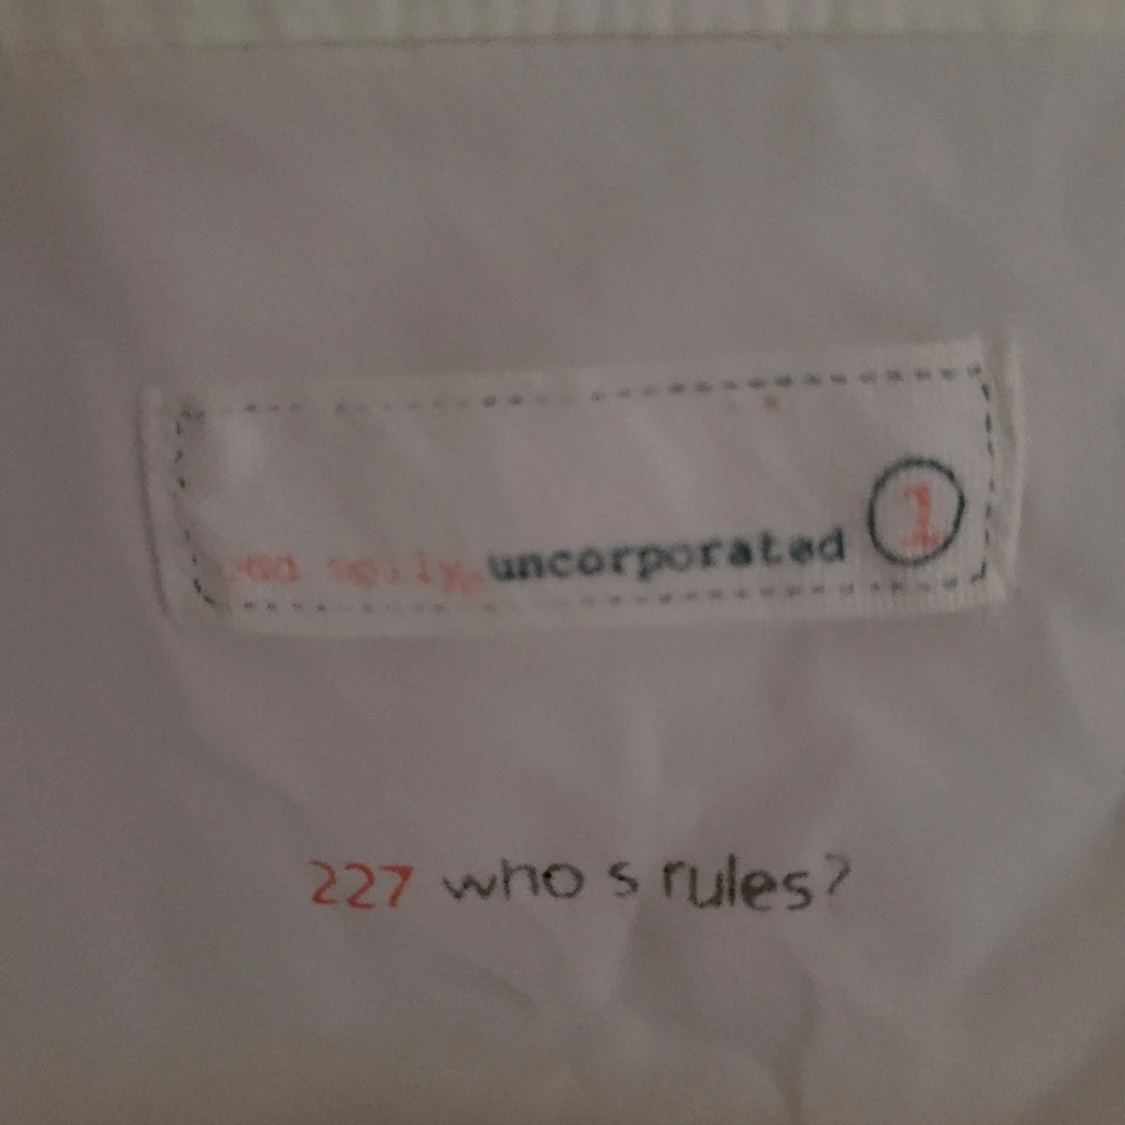 uncorporated 1
227 who s rules?